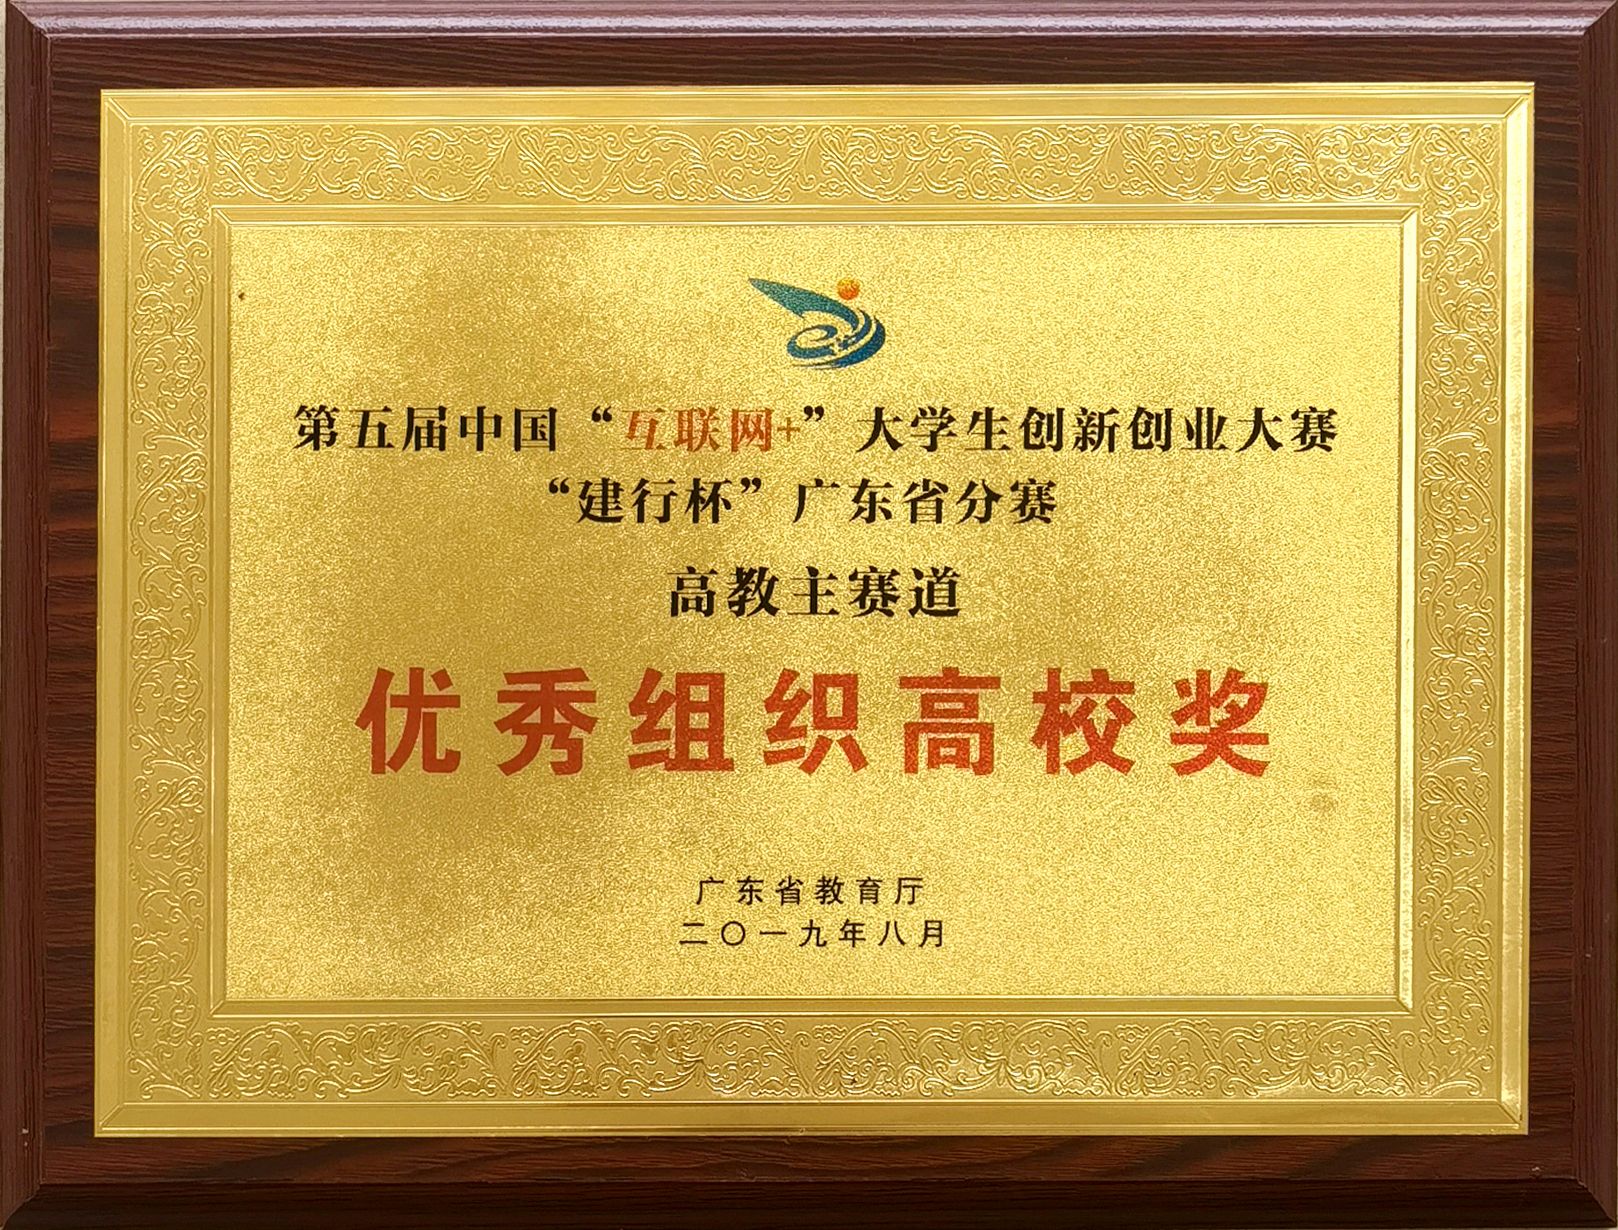 第五届中国“互联网+”大学生创新创业大赛
“建行杯”广东省分赛
高教主赛道
优秀组织高校奖
广东省教育厅
二〇一九年八月